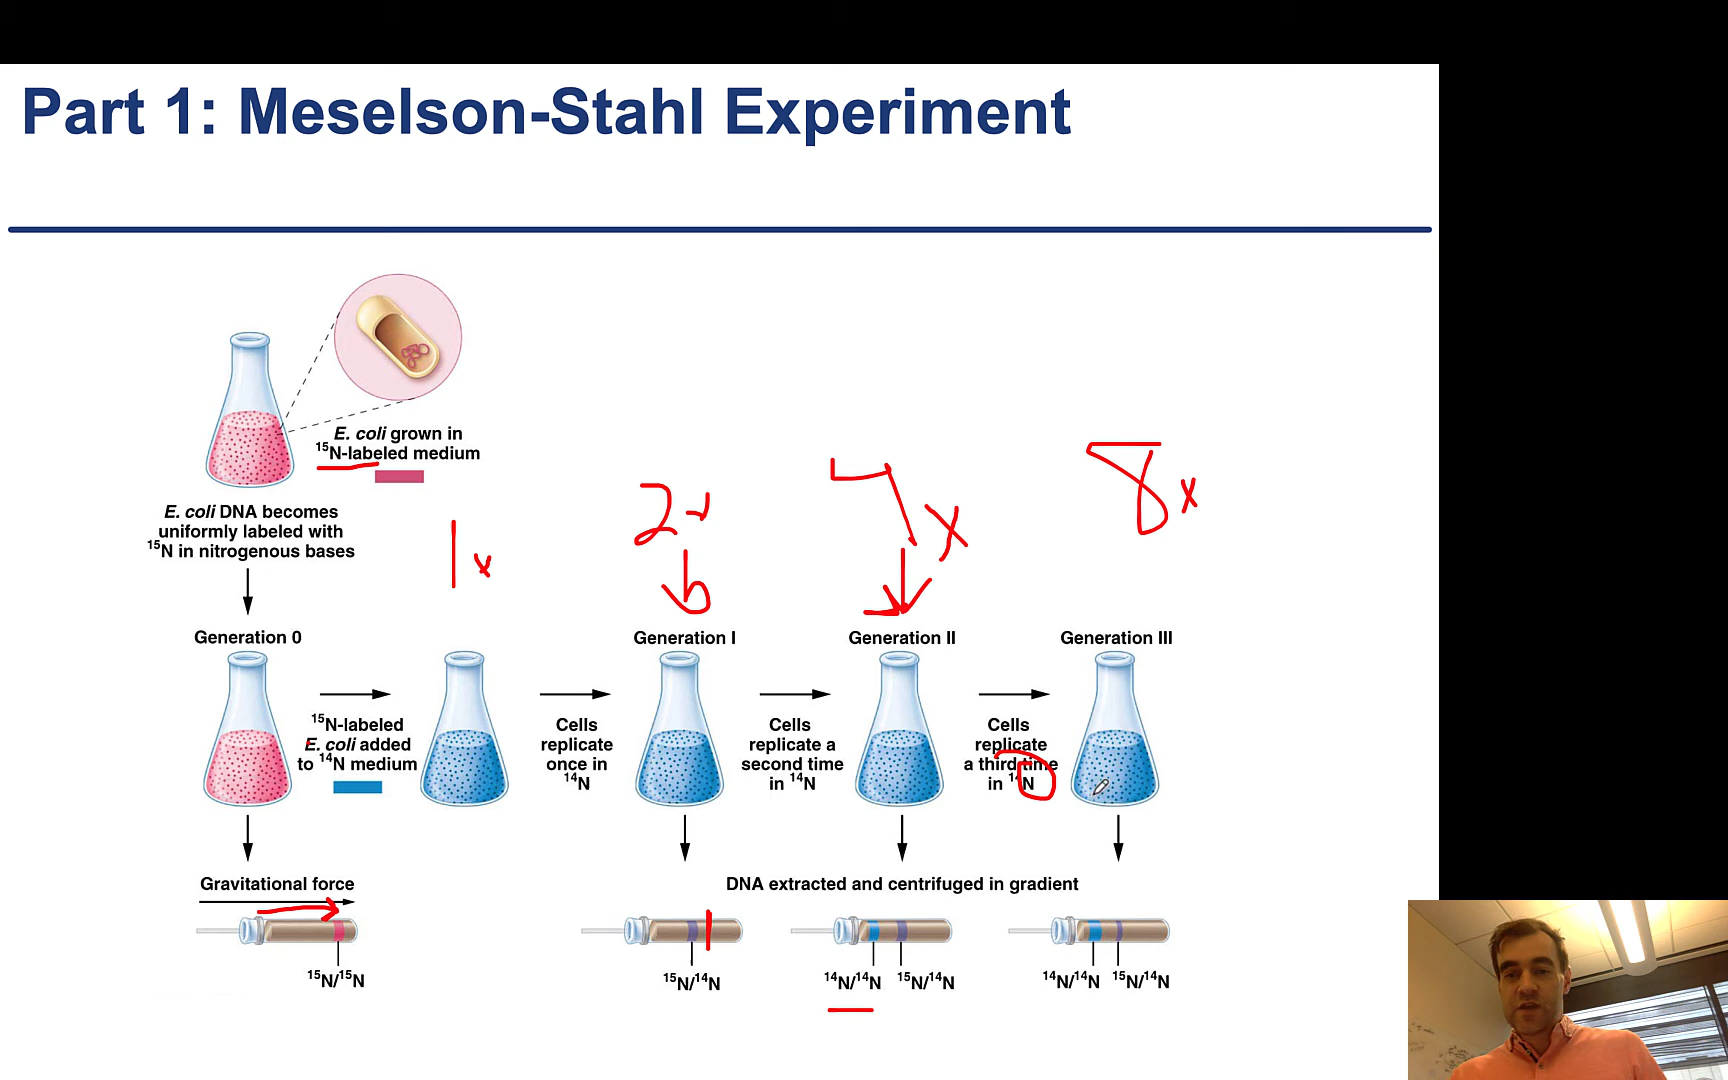 Part 1: Meselson-Stahl Experiment
E. coli grown in
¹⁵N-labeled medium
E. coli DNA becomes
uniformly labeled with
¹⁵N in nitrogenous bases
1x
2x
4x
8x
Generation 0
Generation I
Generation II
Generation III
¹⁵N-labeled
E. coli added
to ¹⁴N medium
Cells
replicate
once in
¹⁴N
Cells
replicate a
second time
in ¹⁴N
Cells
replicate
a third time
in ¹⁴N
Gravitational force
DNA extracted and centrifuged in gradient
¹⁵N/¹⁵N
¹⁵N/¹⁴N
¹⁴N/¹⁴N
¹⁵N/¹⁴N
¹⁴N/¹⁴N
¹⁵N/¹⁴N